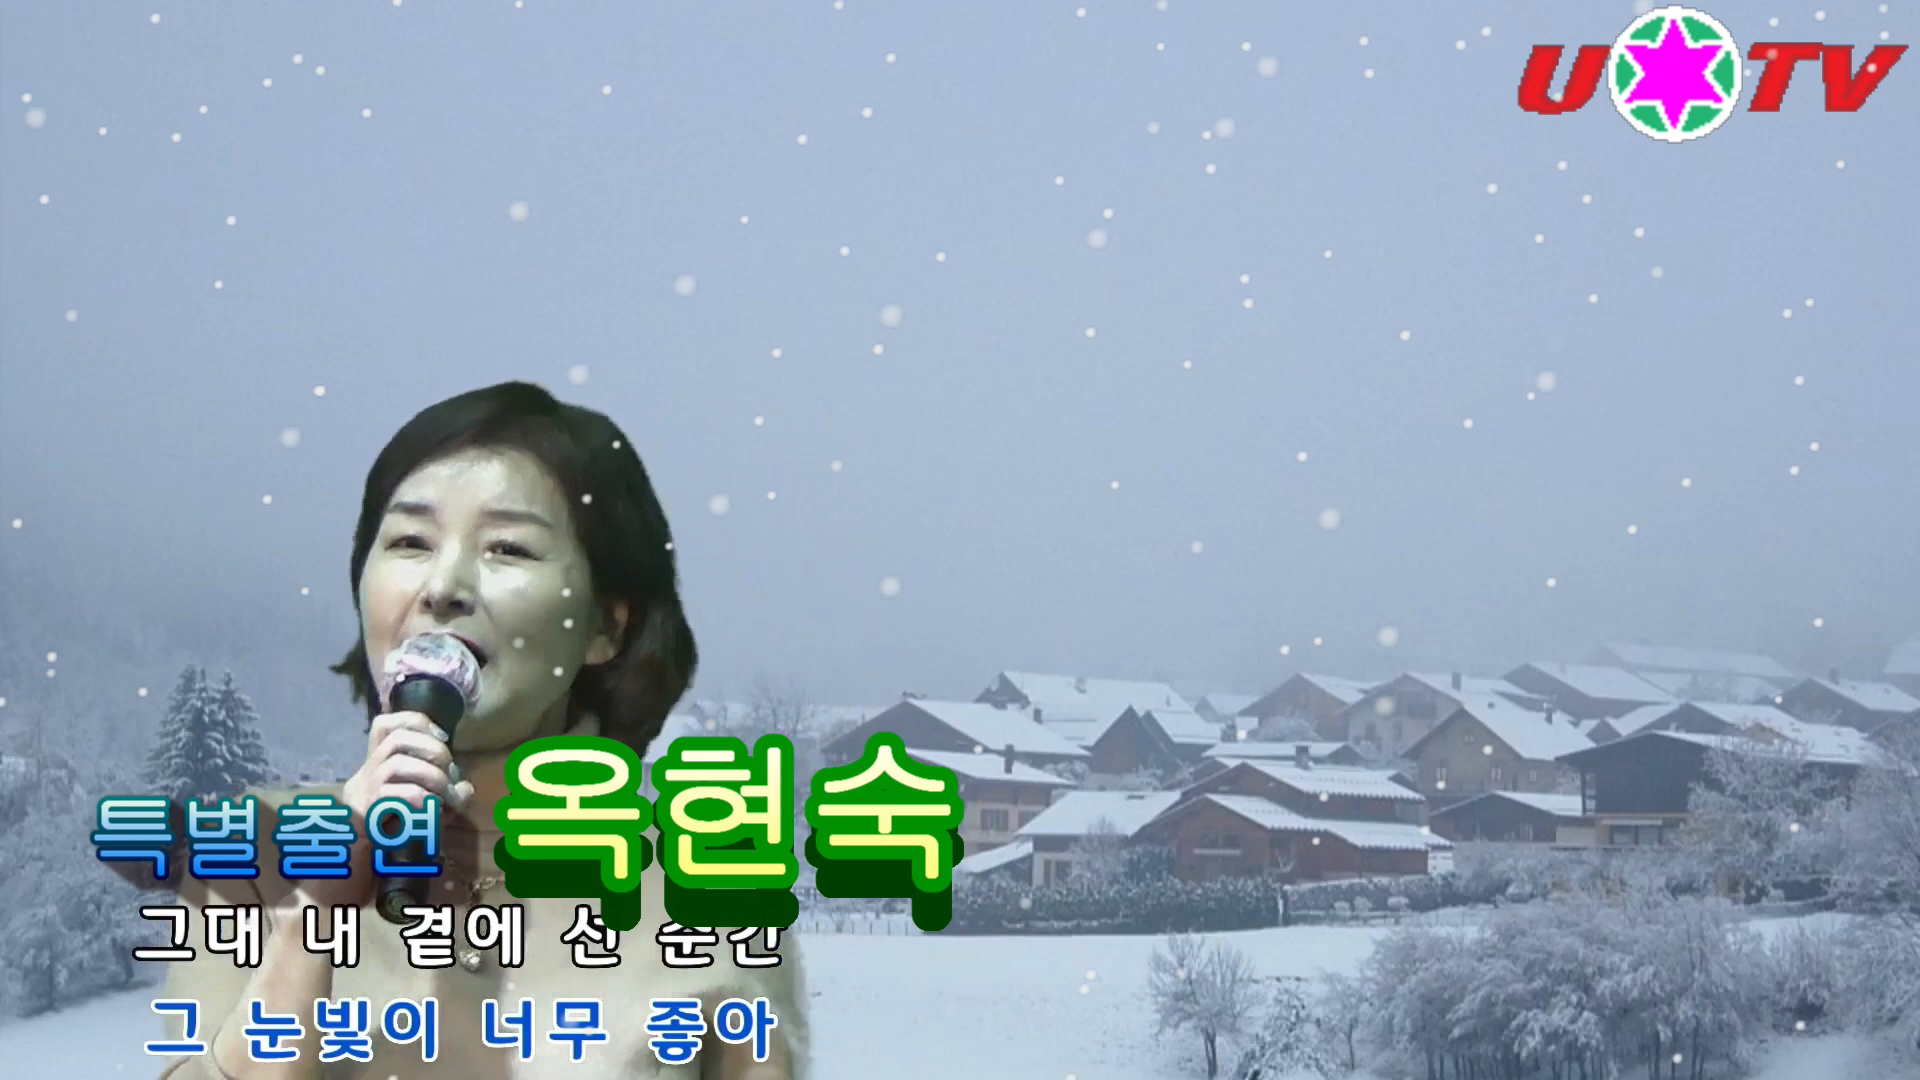 U TV
특별출연 옥현숙
그대 내 곁에 선 순간
그 눈빛이 너무 좋아